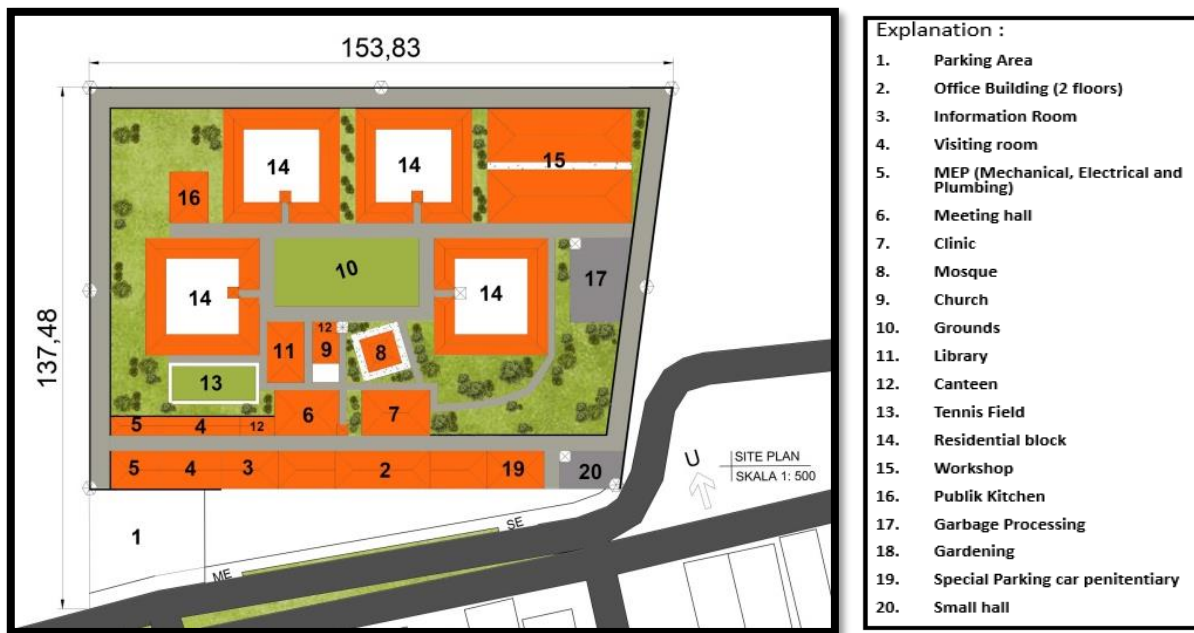 153,83
137,48
14
14
15
16
14
10
14
17
12
11
9
8
13
6
7
5
4
12
5
4
3
2
19
20
1
U
SITE PLAN
SKALA 1: 500
SE
ME
Explanation :
1. Parking Area
2. Office Building (2 floors)
3. Information Room
4. Visiting room
5. MEP (Mechanical, Electrical and
Plumbing)
6. Meeting hall
7. Clinic
8. Mosque
9. Church
10. Grounds
11. Library
12. Canteen
13. Tennis Field
14. Residential block
15. Workshop
16. Publik Kitchen
17. Garbage Processing
18. Gardening
19. Special Parking car penitentiary
20. Small hall